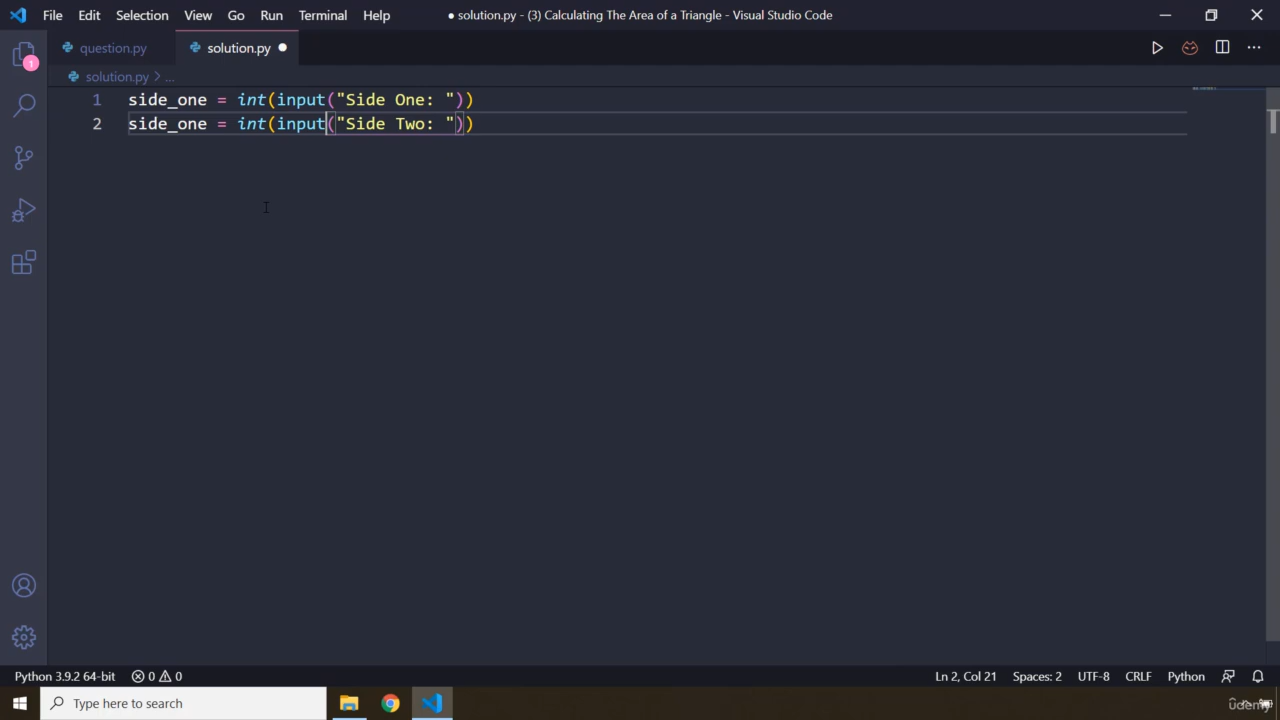 File Edit Selection View Go Run Terminal Help ● solution.py - (3) Calculating The Area of a Triangle - Visual Studio Code
question.py solution.py
solution.py > ...
1 side_one = int(input("Side One: "))
2 side_one = int(input("Side Two: "))
1
Python 3.9.2 64-bit 0 0 Ln 2, Col 21 Spaces: 2 UTF-8 CRLF Python
Type here to search
udemy